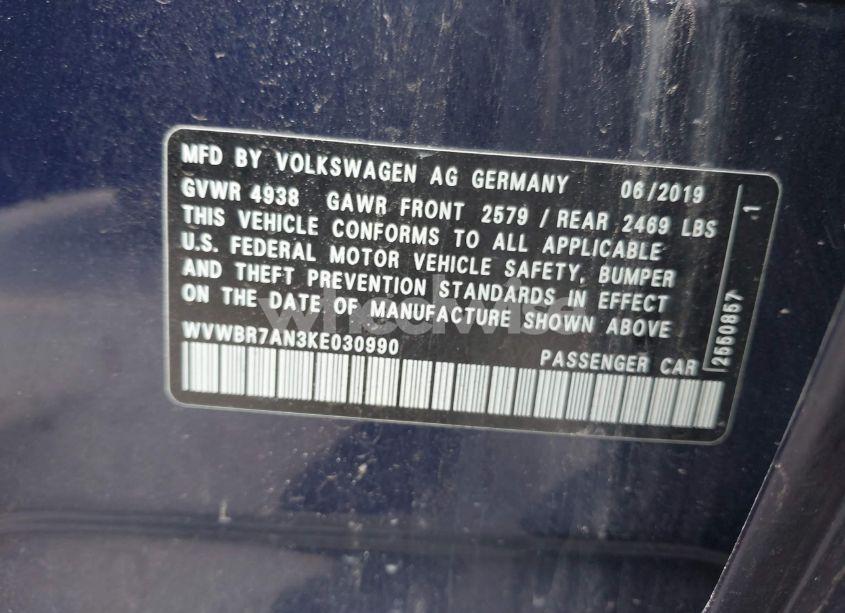 MFD BY VOLKSWAGEN AG GERMANY 06/2019
GVWR 4938 GAWR FRONT 2579 / REAR 2469 LBS
THIS VEHICLE CONFORMS TO ALL APPLICABLE
U.S. FEDERAL MOTOR VEHICLE SAFETY, BUMPER
AND THEFT PREVENTION STANDARDS IN EFFECT
ON THE DATE OF MANUFACTURE SHOWN ABOVE
WVWBR7AN3KE030990
PASSENGER CAR
2560857 1
wheelwise